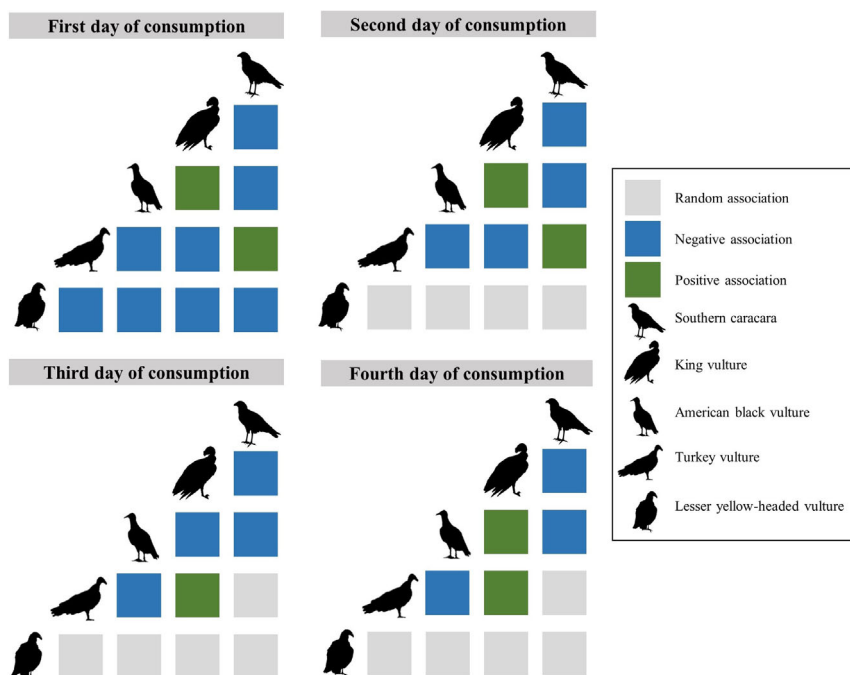 First day of consumption
Second day of consumption
Random association
Negative association
Positive association
Southern caracara
King vulture
American black vulture
Turkey vulture
Lesser yellow-headed vulture
Third day of consumption
Fourth day of consumption